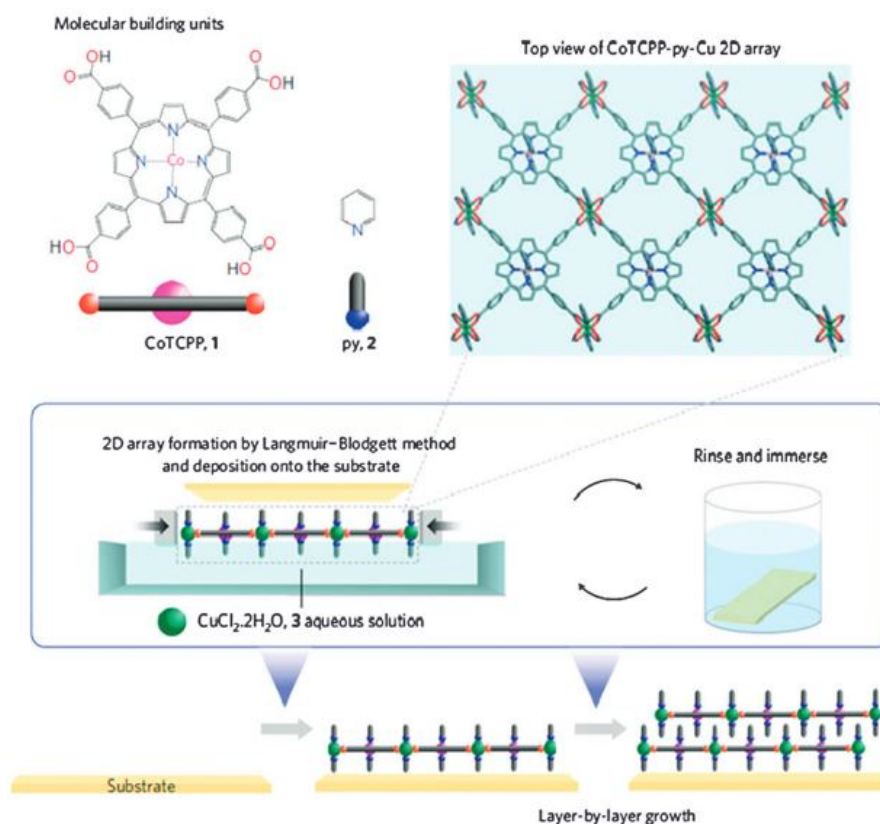 Molecular building units
Top view of CoTCPP-py-Cu 2D array
OH
O
O
OH
N
N
Co
N
N
N
HO
O
OH
O
CoTCPP, 1
py, 2
2D array formation by Langmuir–Blodgett method
and deposition onto the substrate
Rinse and immerse
CuCl₂.2H₂O, 3 aqueous solution
Substrate
Layer-by-layer growth